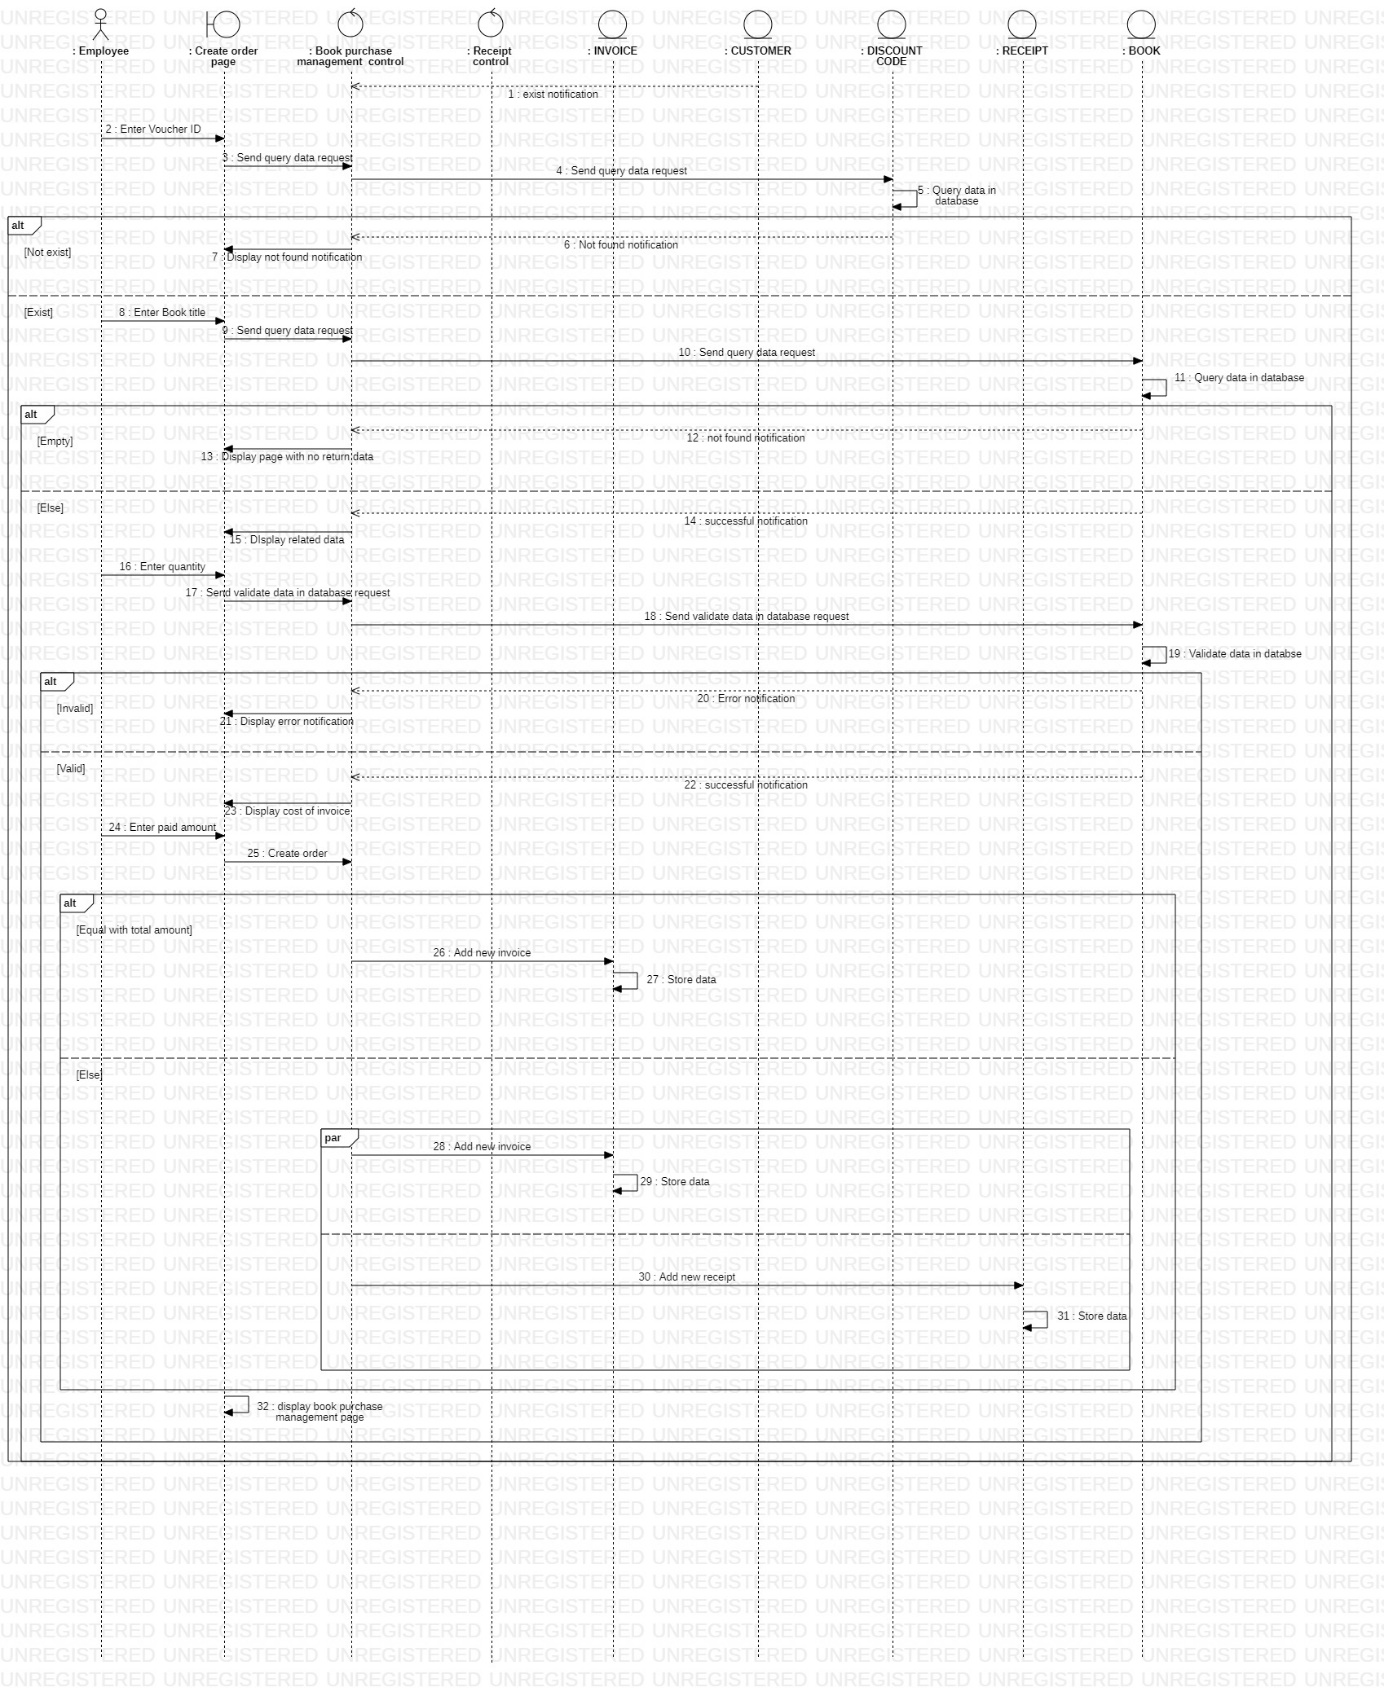 : Employee
: Create order
page
: Book purchase
management  control
: Receipt
control
: INVOICE
: CUSTOMER
: DISCOUNT
CODE
: RECEIPT
: BOOK
1 : exist notification
2 : Enter Voucher ID
3 : Send query data request
4 : Send query data request
5 : Query data in
database
alt
[Not exist]
6 : Not found notification
7 : Display not found notification
[Exist]
8 : Enter Book title
9 : Send query data request
10 : Send query data request
11 : Query data in database
alt
[Empty]
12 : not found notification
13 : Display page with no return data
[Else]
14 : successful notification
15 : DIsplay related data
16 : Enter quantity
17 : Send validate data in database request
18 : Send validate data in database request
19 : Validate data in databse
alt
[Invalid]
20 : Error notification
21 : Display error notification
[Valid]
22 : successful notification
23 : Display cost of invoice
24 : Enter paid amount
25 : Create order
alt
[Equal with total amount]
26 : Add new invoice
27 : Store data
[Else]
par
28 : Add new invoice
29 : Store data
30 : Add new receipt
31 : Store data
32 : display book purchase
management page
UNREGISTERED